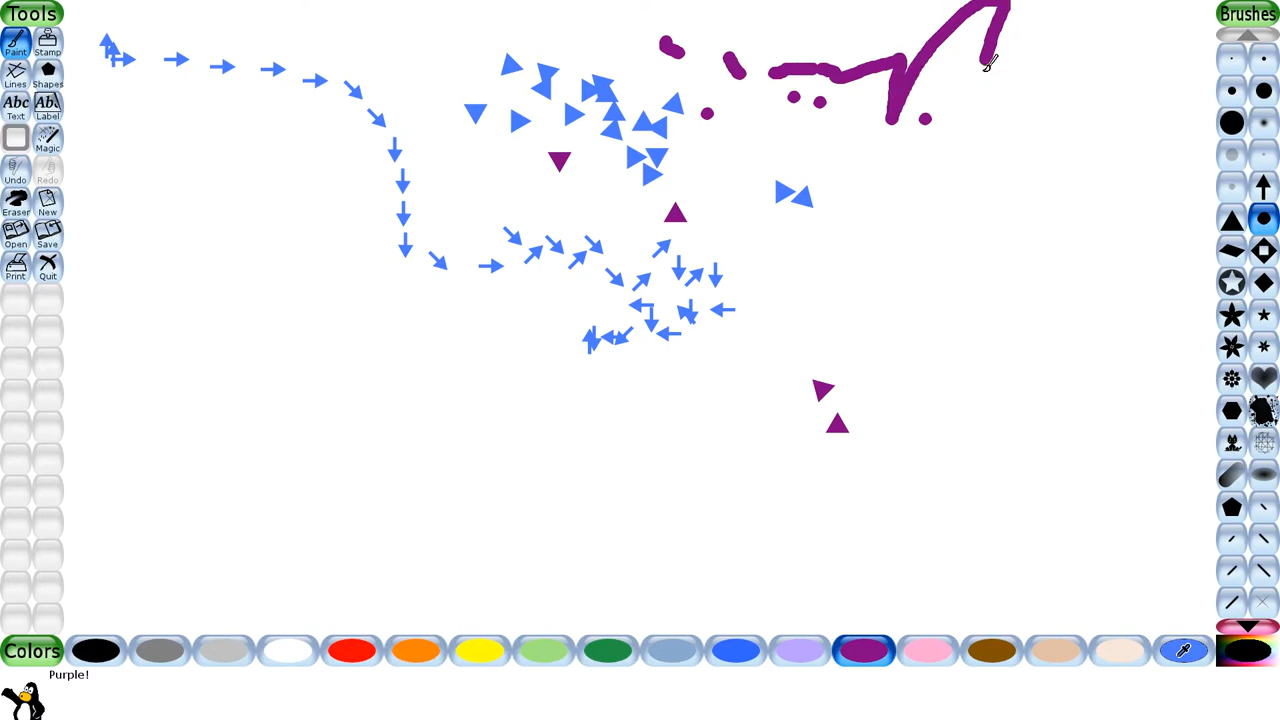 Tools
Brushes
Paint
Stamp
Lines
Shapes
Abc
Text
Abc
Label
Magic
Undo
Redo
Eraser
New
Open
Save
Print
Quit
Colors
Purple!